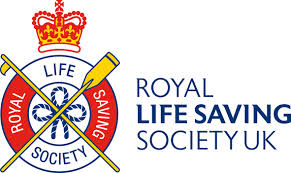 LIFE
ROYAL
SAVING
SOCIETY
ROYAL
LIFE SAVING
SOCIETY UK